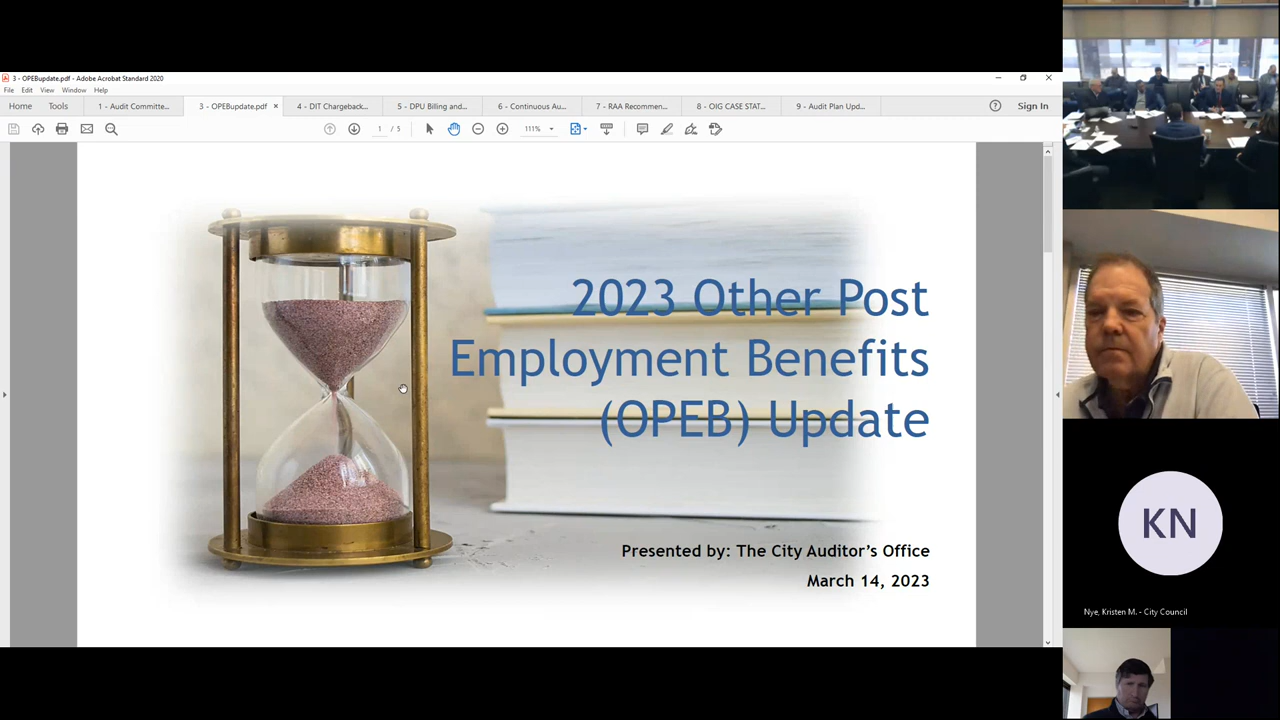 3 - OPEBupdate.pdf - Adobe Acrobat Standard 2020
File Edit View Window Help
Home Tools 1 - Audit Committe... 3 - OPEBupdate.pdf × 4 - DIT Chargeback... 5 - DPU Billing and... 6 - Continuous Au... 7 - RAA Recommen... 8 - OIG CASE STAT... 9 - Audit Plan Upd... Sign In
1 / 5 111%
2023 Other Post
Employment Benefits
(OPEB) Update
Presented by: The City Auditor's Office
March 14, 2023
KN
Nye, Kristen M. - City Council